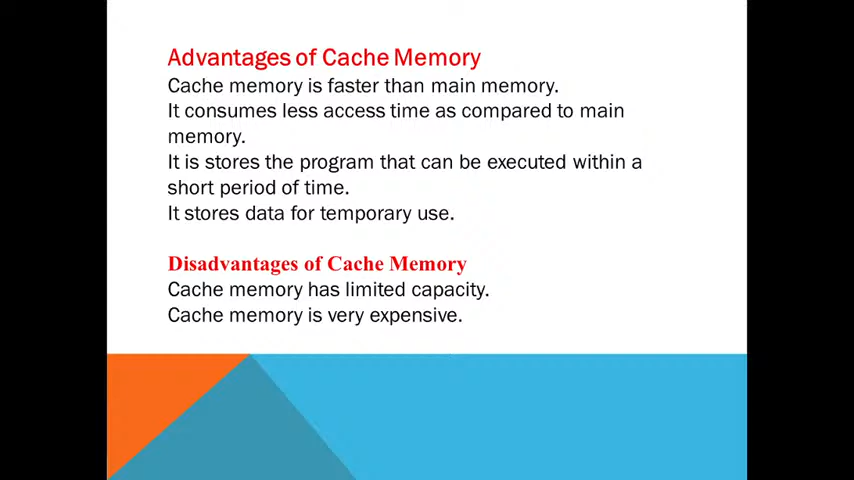 Advantages of Cache Memory
Cache memory is faster than main memory.
It consumes less access time as compared to main
memory.
It is stores the program that can be executed within a
short period of time.
It stores data for temporary use.
Disadvantages of Cache Memory
Cache memory has limited capacity.
Cache memory is very expensive.